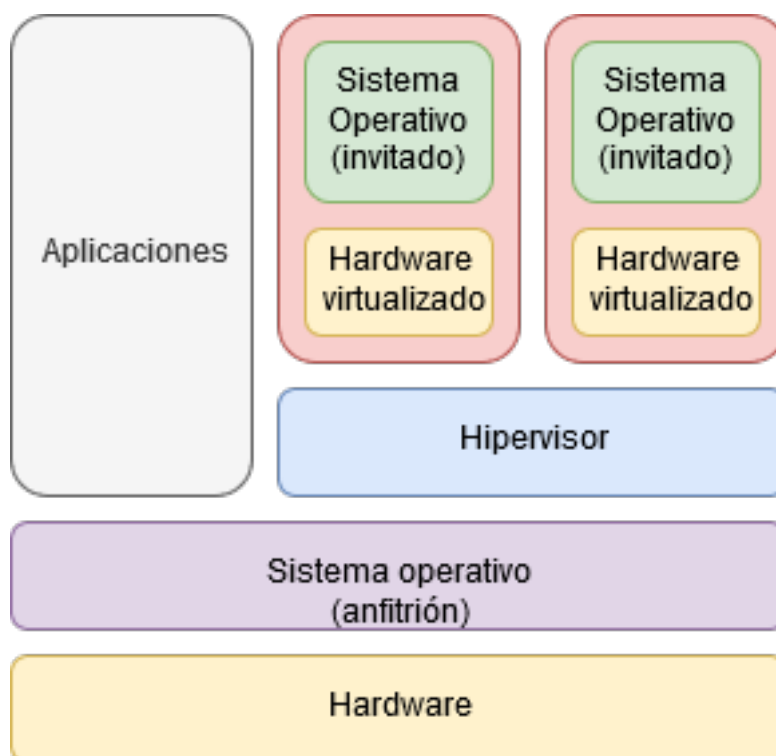 Aplicaciones
Sistema
Operativo
(invitado)
Hardware
virtualizado
Sistema
Operativo
(invitado)
Hardware
virtualizado
Hipervisor
Sistema operativo
(anfitrión)
Hardware